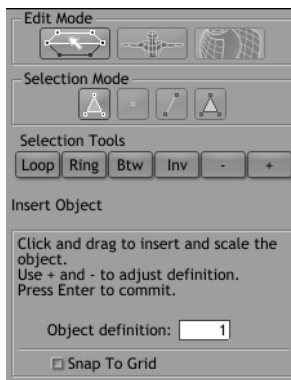 Edit Mode
Selection Mode
Selection Tools
Loop Ring Btw Inv - +
Insert Object
Click and drag to insert and scale the
object.
Use + and - to adjust definition.
Press Enter to commit.
Object definition: 1
Snap To Grid